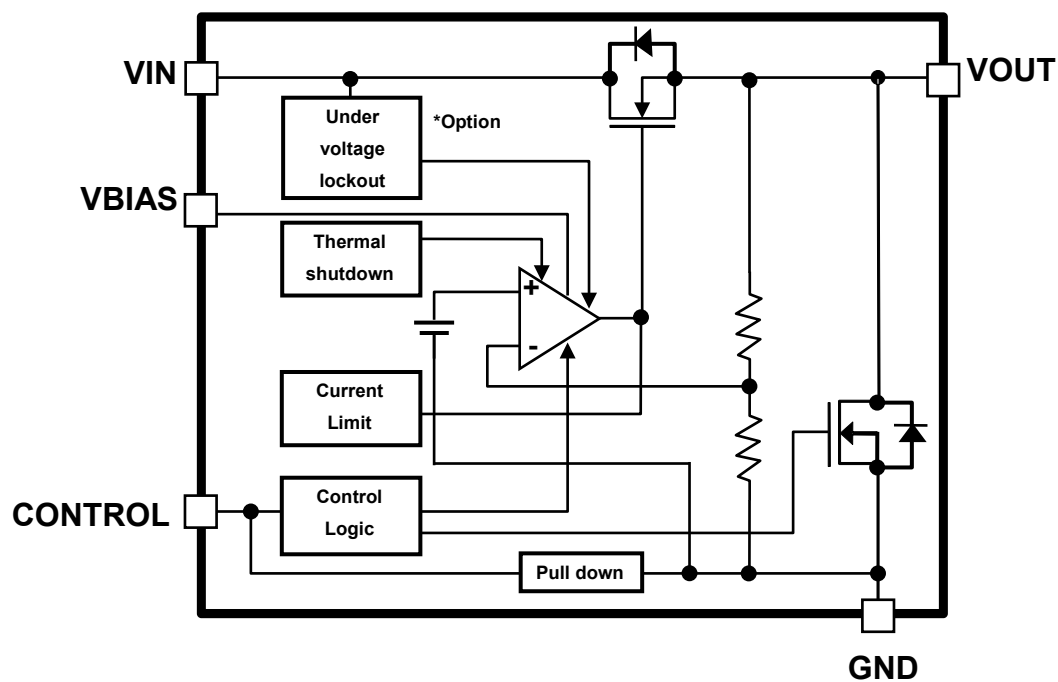 VIN
VOUT
Under
voltage
lockout
*Option
VBIAS
Thermal
shutdown
+
-
Current
Limit
CONTROL
Control
Logic
Pull down
GND